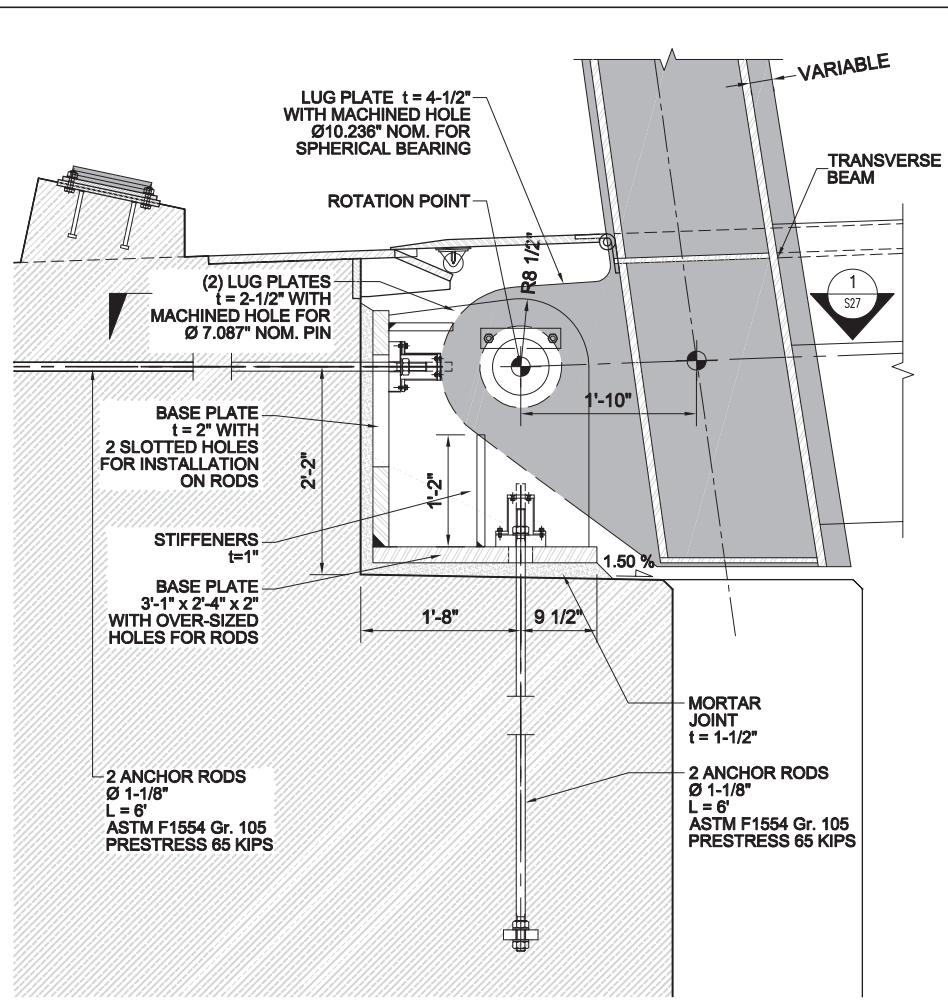 VARIABLE
LUG PLATE t = 4-1/2"
WITH MACHINED HOLE
Ø10.236" NOM. FOR
SPHERICAL BEARING
TRANSVERSE
BEAM
ROTATION POINT
R8 1/2"
(2) LUG PLATES
t = 2-1/2" WITH
MACHINED HOLE FOR
Ø 7.087" NOM. PIN
1
S27
1'-10"
BASE PLATE
t = 2" WITH
2 SLOTTED HOLES
FOR INSTALLATION
ON RODS
2'-2"
1'-2"
STIFFENERS
t=1"
1.50 %
BASE PLATE
3'-1" x 2'-4" x 2"
WITH OVER-SIZED
HOLES FOR RODS
1'-8"
9 1/2"
MORTAR
JOINT
t = 1-1/2"
2 ANCHOR RODS
Ø 1-1/8"
L = 6'
ASTM F1554 Gr. 105
PRESTRESS 65 KIPS
2 ANCHOR RODS
Ø 1-1/8"
L = 6'
ASTM F1554 Gr. 105
PRESTRESS 65 KIPS